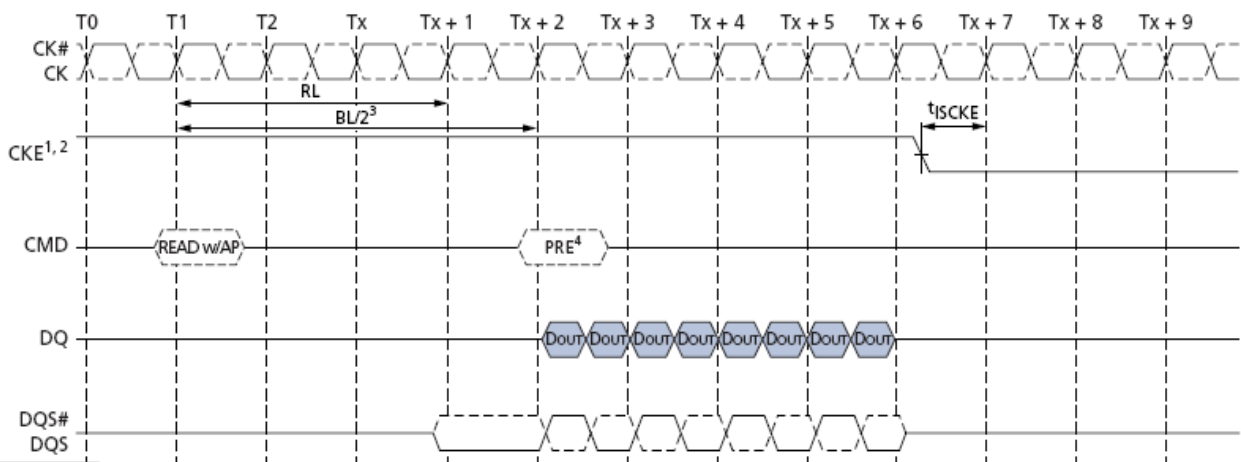 T0 T1 T2 Tx Tx + 1 Tx + 2 Tx + 3 Tx + 4 Tx + 5 Tx + 6 Tx + 7 Tx + 8 Tx + 9
CK#
CK
RL
BL/2³
tISCKE
CKE¹, ²
CMD READ w/AP PRE⁴
DQ DOUT DOUT DOUT DOUT DOUT DOUT DOUT DOUT
DQS#
DQS